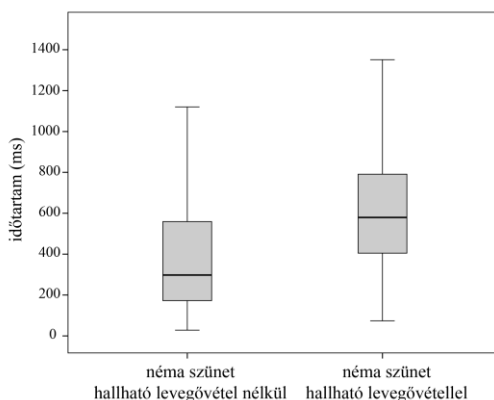 időtartam (ms)
1400
1200
1000
800
600
400
200
0
néma szünet
hallható levegővétel nélkül
néma szünet
hallható levegővétellel